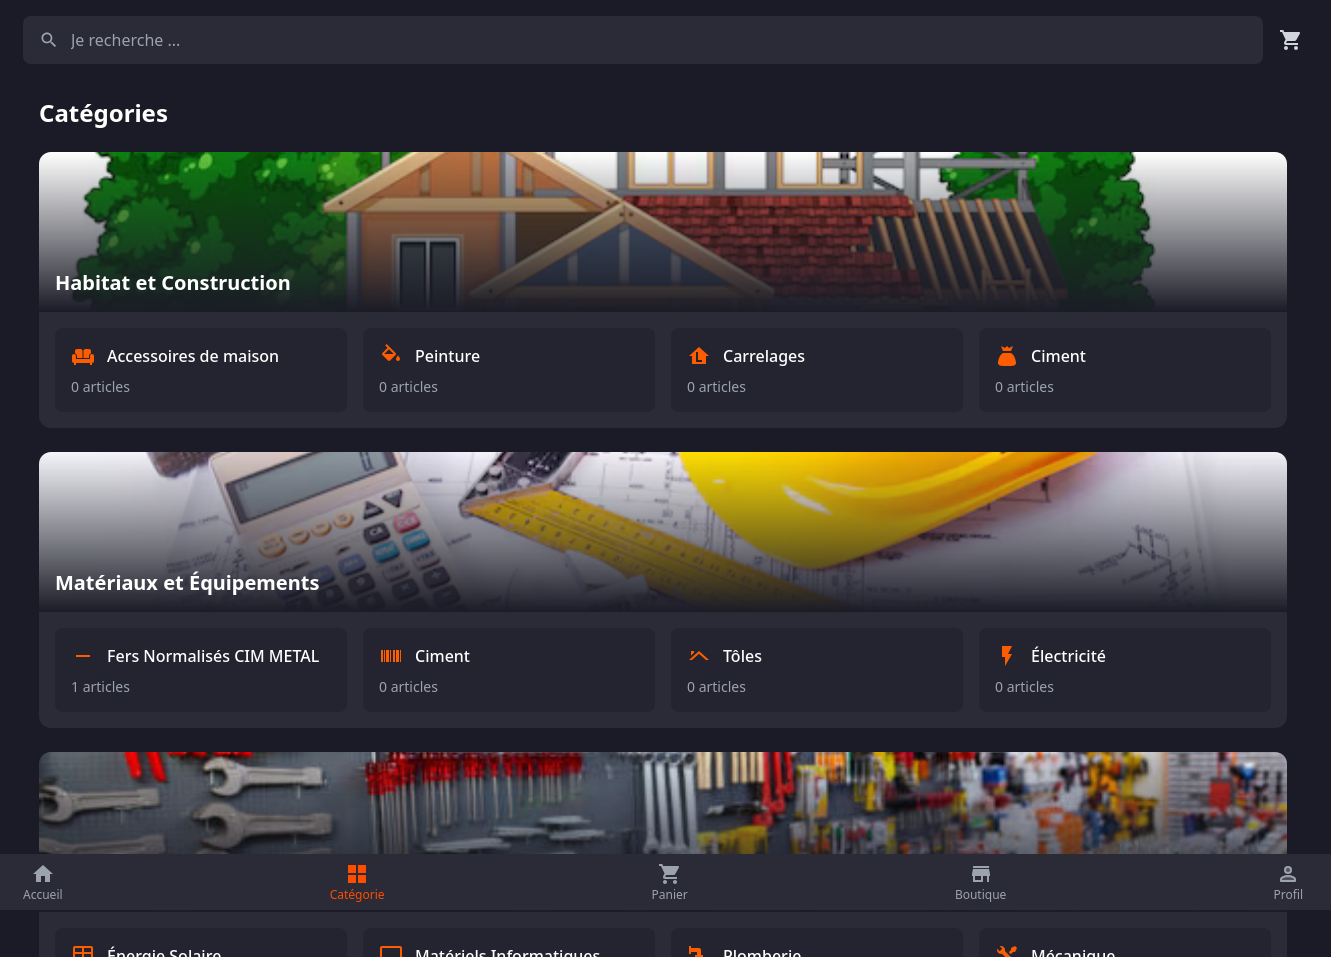 Je recherche ...
Catégories
Habitat et Construction
Accessoires de maison
0 articles
Peinture
0 articles
Carrelages
0 articles
Ciment
0 articles
Matériaux et Équipements
Fers Normalisés CIM METAL
1 articles
Ciment
0 articles
Tôles
0 articles
Électricité
0 articles
Accueil
Catégorie
Panier
Boutique
Profil
Énergie Solaire
Matériels Informatiques
Plomberie
Mécanique